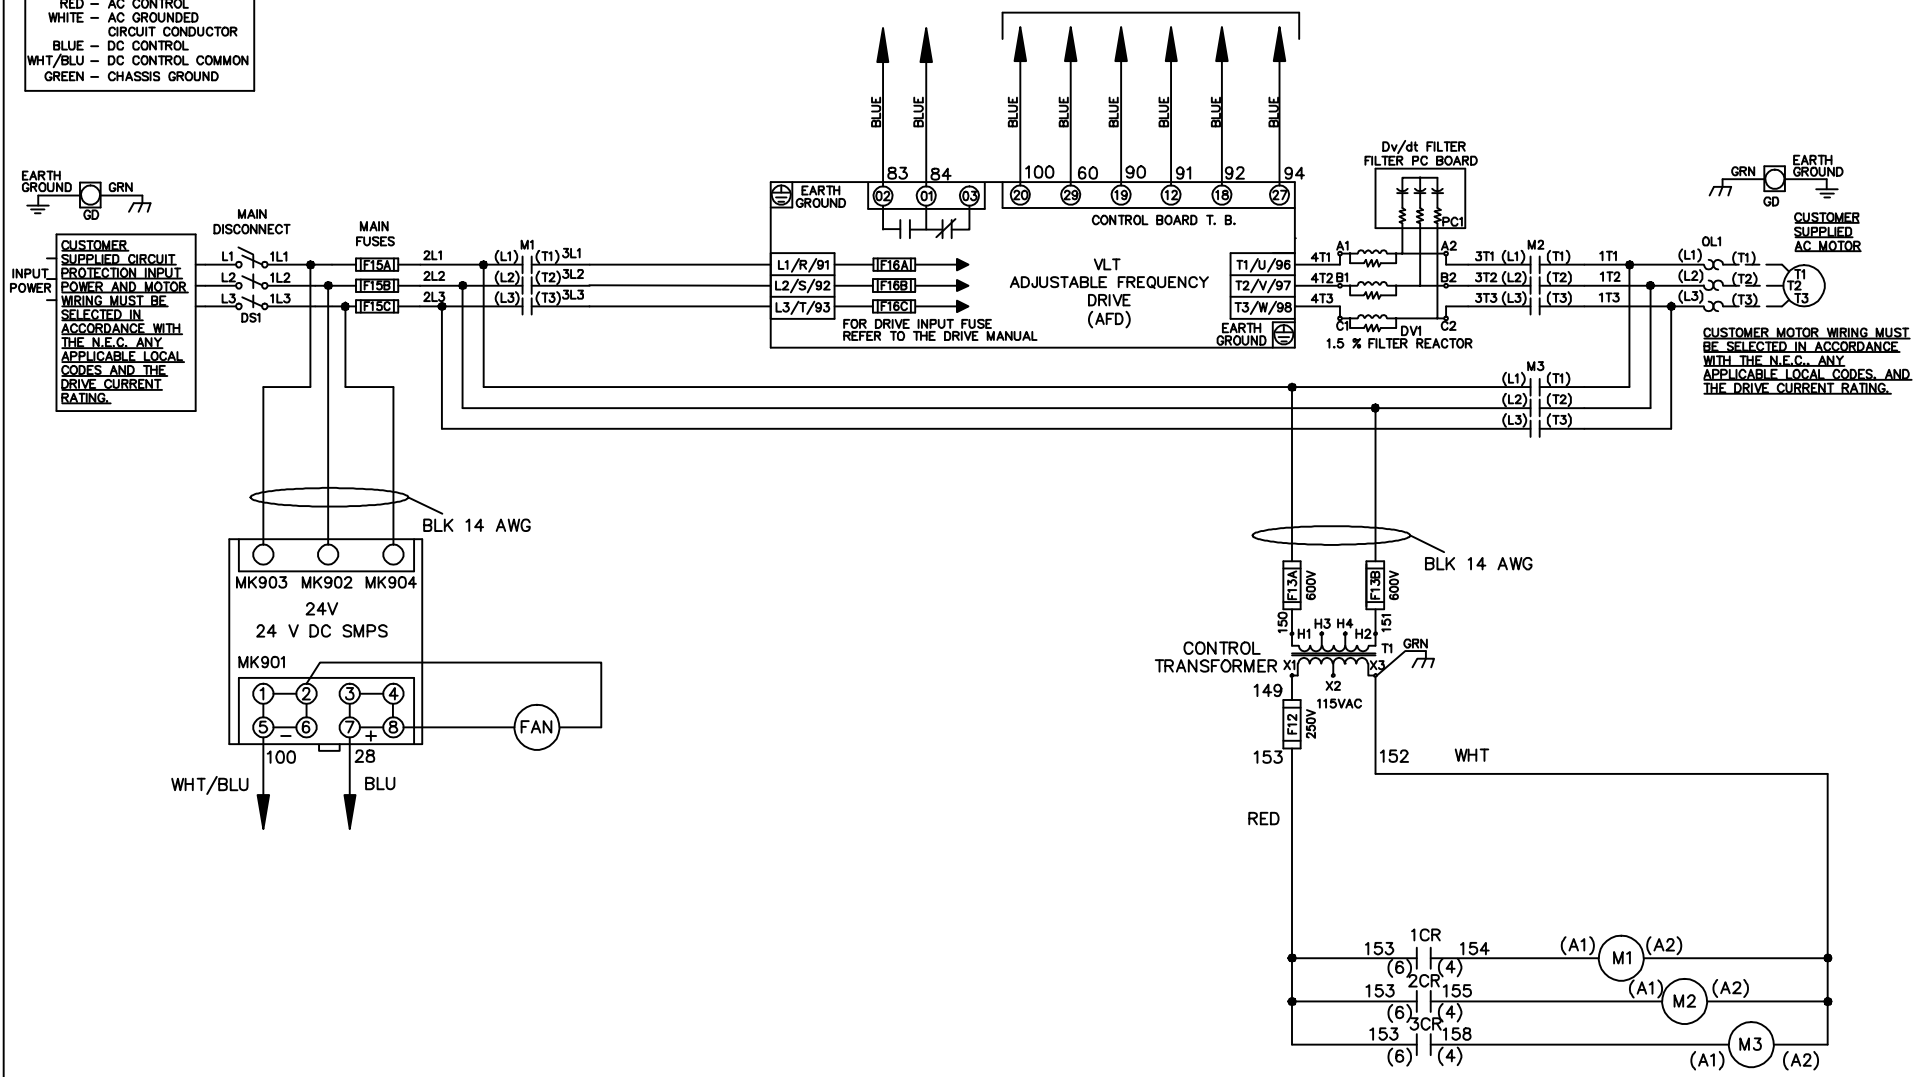 RED - AC CONTROL
WHITE - AC GROUNDED
CIRCUIT CONDUCTOR
BLUE - DC CONTROL
WHT/BLU - DC CONTROL COMMON
GREEN - CHASSIS GROUND
BLUE
BLUE
BLUE
BLUE
BLUE
BLUE
BLUE
BLUE
83
84
100
60
90
91
92
94
EARTH
GROUND
GRN
GD
EARTH
GROUND
02
01
03
20
29
19
12
18
27
CONTROL BOARD T. B.
Dv/dt FILTER
FILTER PC BOARD
PC1
GRN
GD
EARTH
GROUND
CUSTOMER
SUPPLIED
AC MOTOR
MAIN
DISCONNECT
MAIN
FUSES
INPUT
POWER
CUSTOMER
SUPPLIED CIRCUIT
PROTECTION INPUT
POWER AND MOTOR
WIRING MUST BE
SELECTED IN
ACCORDANCE WITH
THE N.E.C. ANY
APPLICABLE LOCAL
CODES AND THE
DRIVE CURRENT
RATING.
L1
1L1
F15A
2L1
(L1)
M1
(T1)
3L1
L2
1L2
F15B
2L2
(L2)
(T2)
3L2
L3
1L3
F15C
2L3
(L3)
(T3)
3L3
DS1
L1/R/91
F16A
L2/S/92
F16B
L3/T/93
F16C
FOR DRIVE INPUT FUSE
REFER TO THE DRIVE MANUAL
VLT
ADJUSTABLE FREQUENCY
DRIVE
(AFD)
T1/U/96
T2/V/97
T3/W/98
EARTH
GROUND
4T1
A1
A2
3T1
(L1)
M2
(T1)
1T1
4T2
B1
B2
3T2
(L2)
(T2)
1T2
4T3
C1
C2
3T3
(L3)
(T3)
1T3
DV1
1.5 % FILTER REACTOR
OL1
(L1)
(T1)
(L2)
(T2)
(L3)
(T3)
T1
T2
T3
CUSTOMER MOTOR WIRING MUST
BE SELECTED IN ACCORDANCE
WITH THE N.E.C., ANY
APPLICABLE LOCAL CODES, AND
THE DRIVE CURRENT RATING.
M3
(L1)
(T1)
(L2)
(T2)
(L3)
(T3)
BLK 14 AWG
MK903
MK902
MK904
24V
24 V DC SMPS
MK901
1
2
3
4
5
6
7
8
-
+
FAN
100
28
WHT/BLU
BLU
BLK 14 AWG
F13A
600V
F13B
600V
150
151
H1
H3
H4
H2
T1
GRN
CONTROL
TRANSFORMER
X1
X3
X2
115VAC
149
F12
250V
153
152
WHT
RED
153
1CR
154
(A1)
M1
(A2)
(6)
(4)
153
2CR
155
(A1)
M2
(A2)
(6)
(4)
153
3CR
158
(6)
(4)
(A1)
M3
(A2)